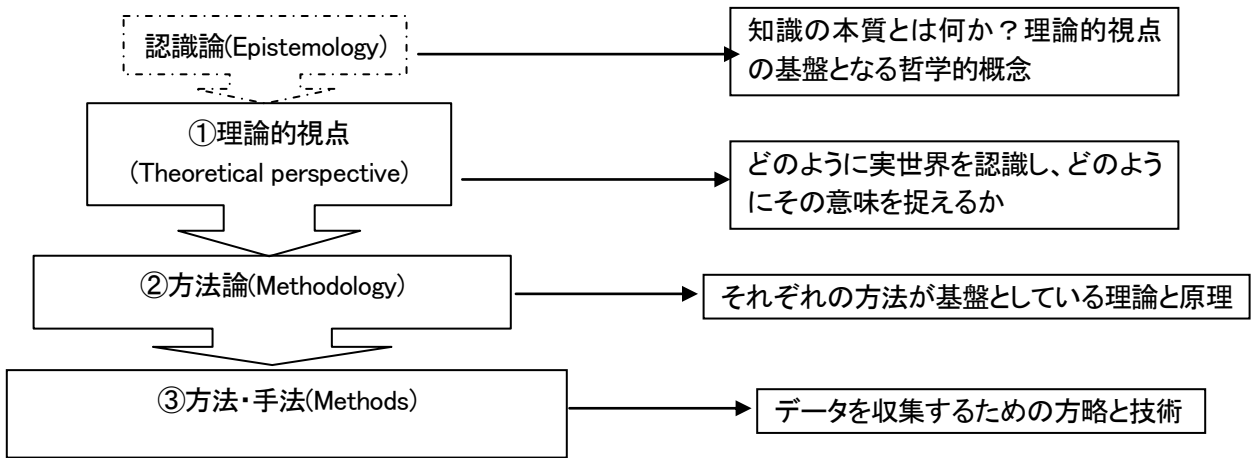 認識論(Epistemology)
知識の本質とは何か？理論的視点
の基盤となる哲学的概念
①理論的視点
(Theoretical perspective)
どのように実世界を認識し、どのよう
にその意味を捉えるか
②方法論(Methodology)
それぞれの方法が基盤としている理論と原理
③方法・手法(Methods)
データを収集するための方略と技術